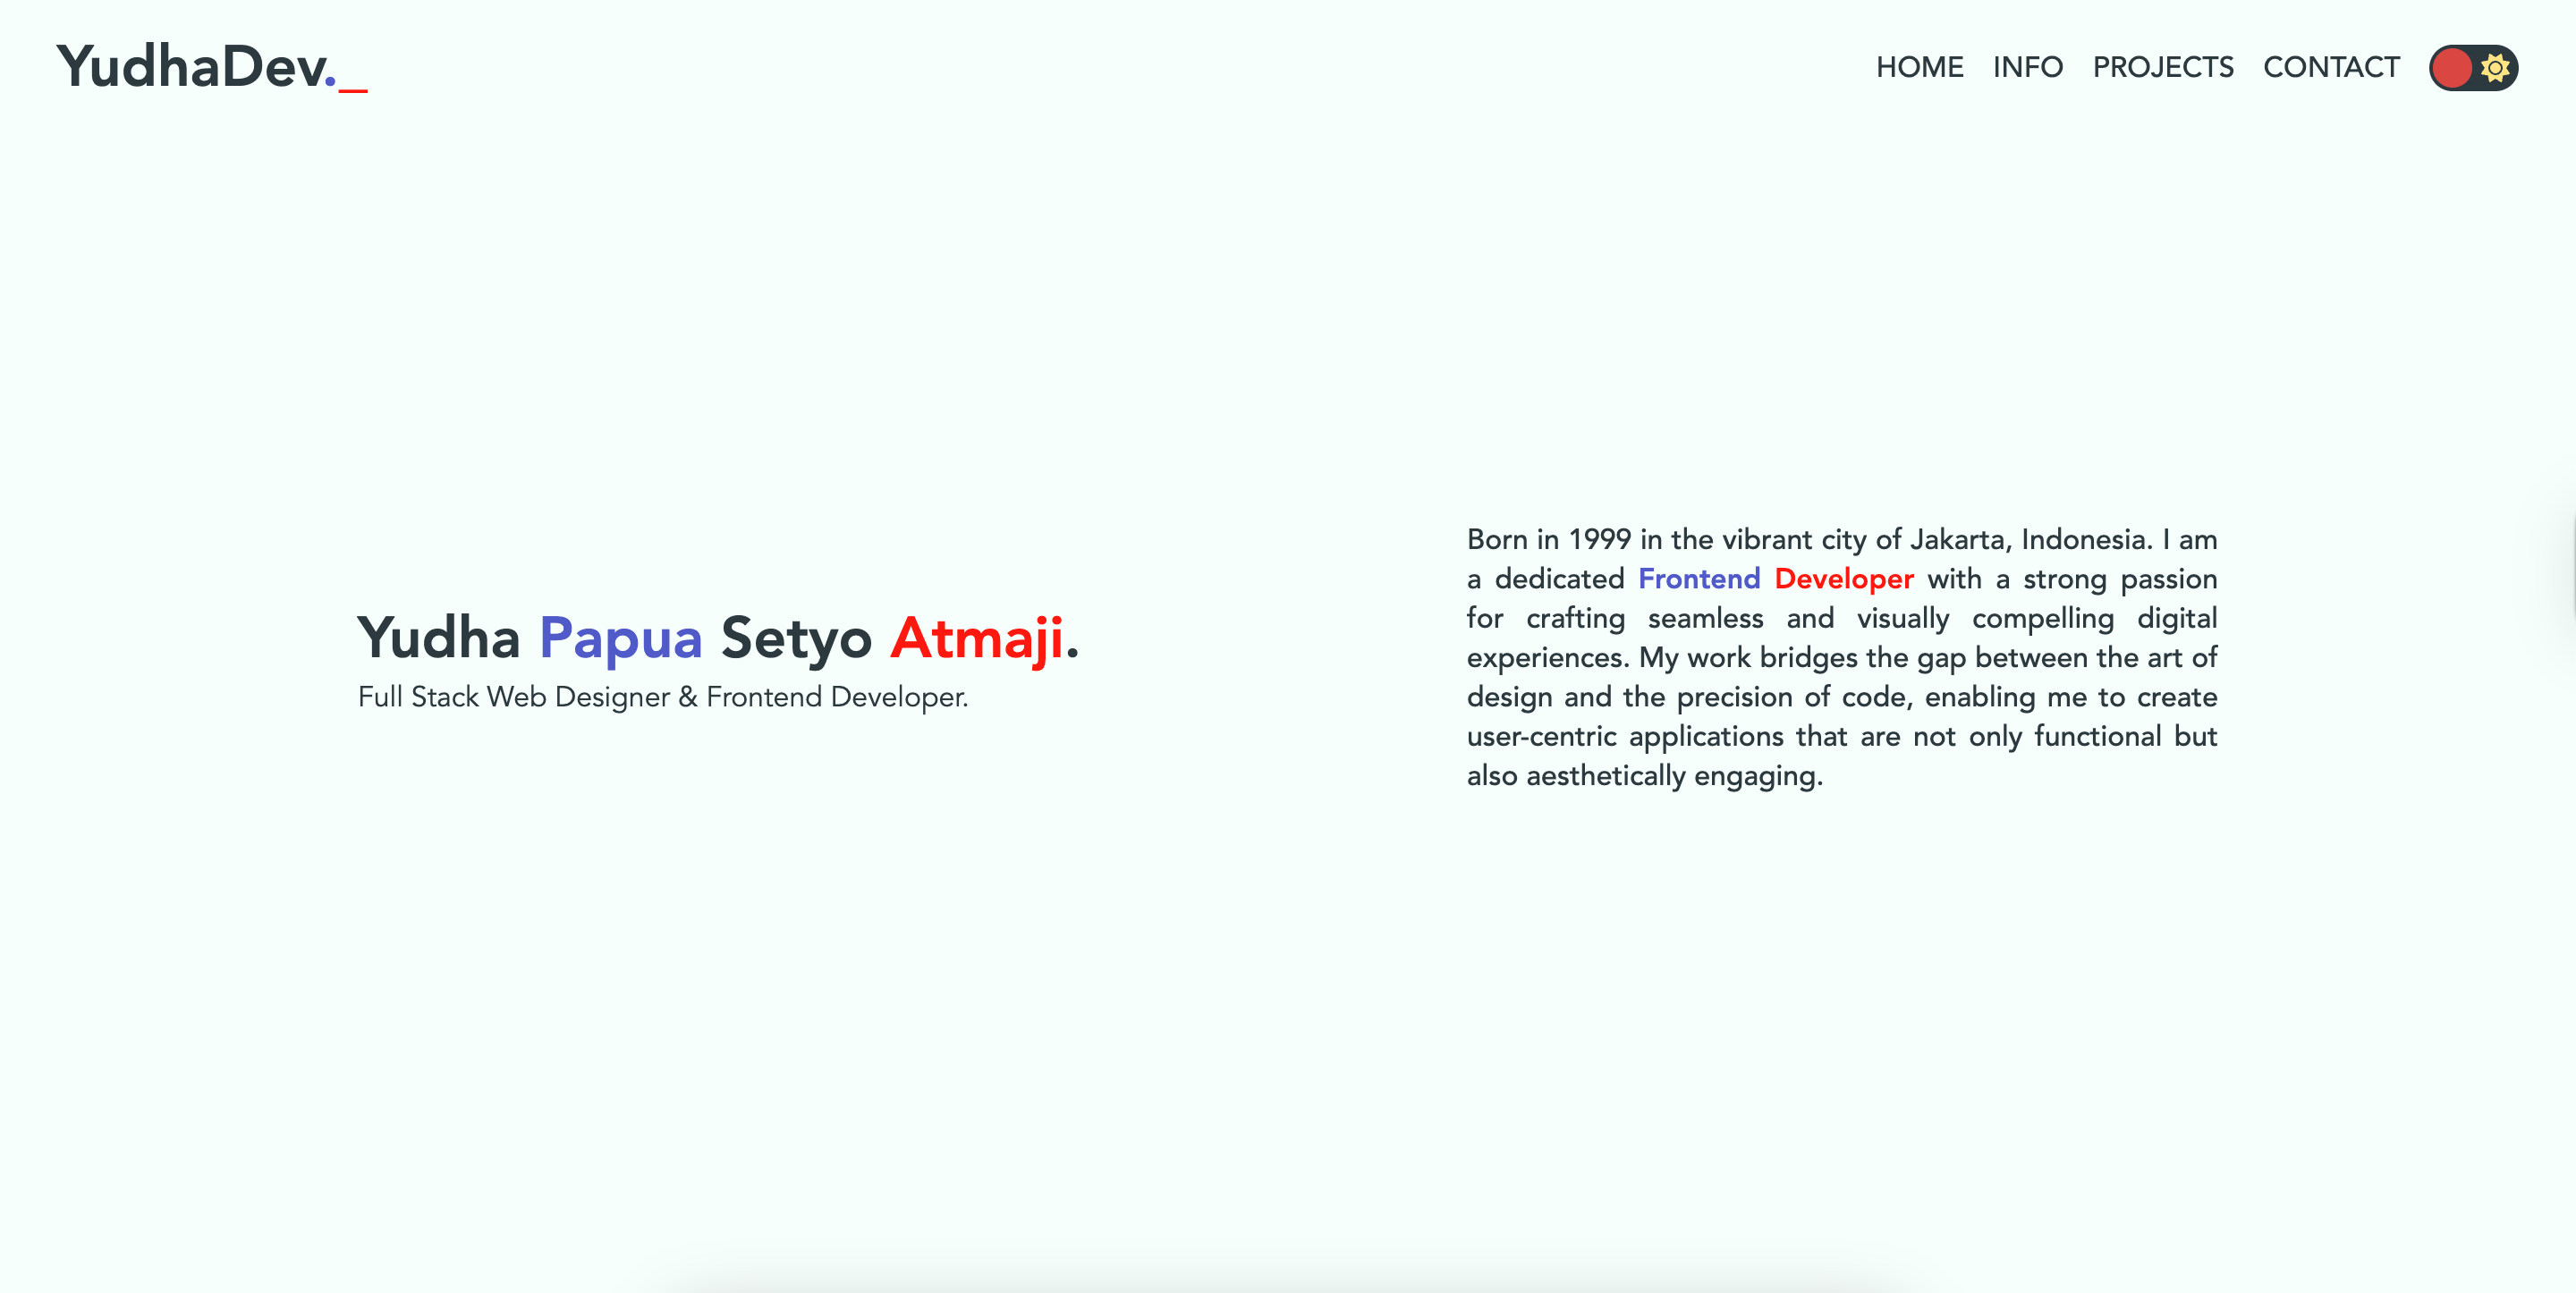 YudhaDev._
HOME INFO PROJECTS CONTACT
Yudha Papua Setyo Atmaji.
Full Stack Web Designer & Frontend Developer.
Born in 1999 in the vibrant city of Jakarta, Indonesia. I am
a dedicated Frontend Developer with a strong passion
for crafting seamless and visually compelling digital
experiences. My work bridges the gap between the art of
design and the precision of code, enabling me to create
user-centric applications that are not only functional but
also aesthetically engaging.